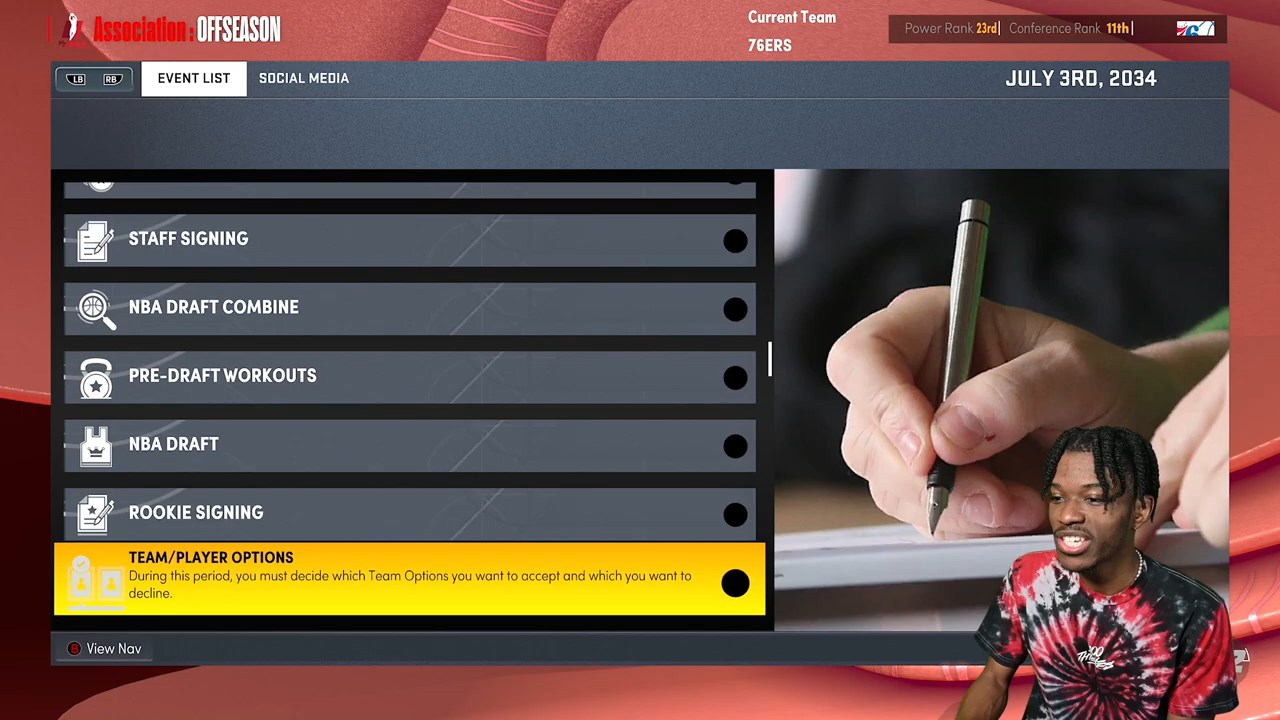 Association: OFFSEASON
Current Team
76ERS
Power Rank 23rd| Conference Rank 11th|
LB RB EVENT LIST SOCIAL MEDIA
JULY 3RD, 2034
STAFF SIGNING
NBA DRAFT COMBINE
PRE-DRAFT WORKOUTS
NBA DRAFT
ROOKIE SIGNING
TEAM/PLAYER OPTIONS
During this period, you must decide which Team Options you want to accept and which you want to
decline.
B View Nav